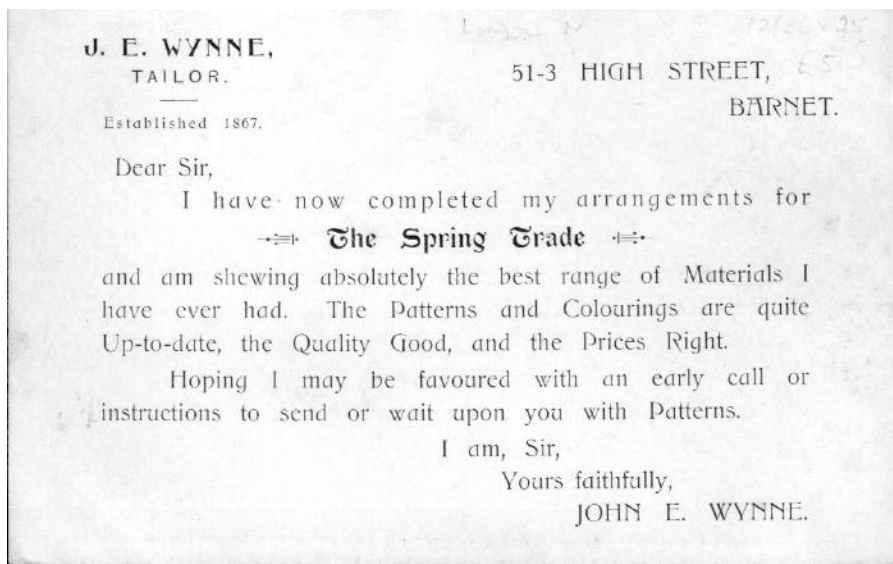 J. E. WYNNE,
TAILOR.
Established 1867.
51-3 HIGH STREET,
BARNET.
Dear Sir,
I have now completed my arrangements for
The Spring Trade
and am shewing absolutely the best range of Materials I
have ever had. The Patterns and Colourings are quite
Up-to-date, the Quality Good, and the Prices Right.
Hoping I may be favoured with an early call or
instructions to send or wait upon you with Patterns.
I am, Sir,
Yours faithfully,
JOHN E. WYNNE.